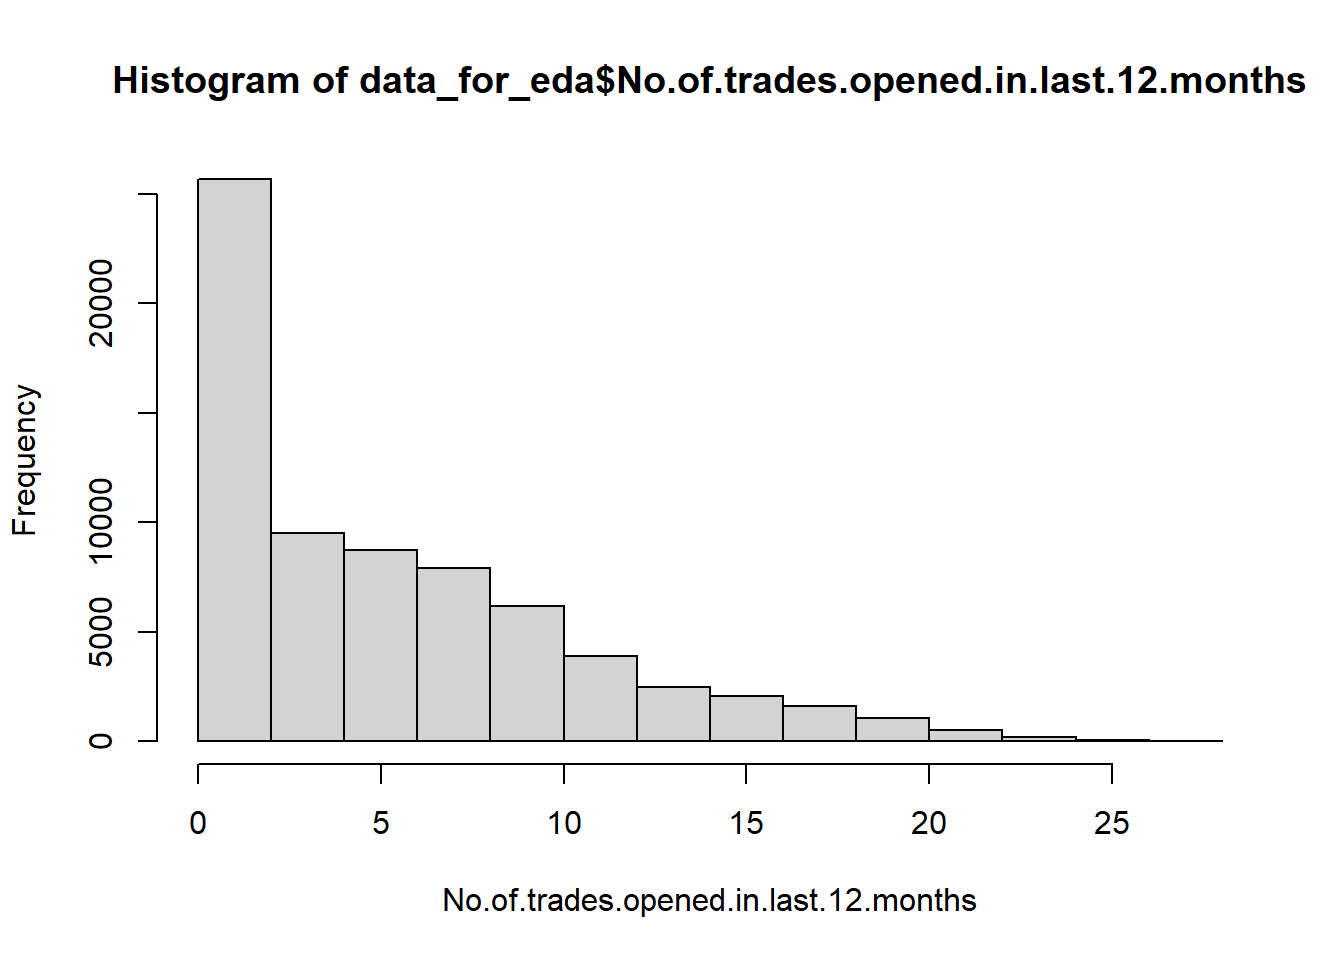 Histogram of data_for_eda$No.of.trades.opened.in.last.12.months
Frequency
20000
10000
5000
0
0 5 10 15 20 25
No.of.trades.opened.in.last.12.months